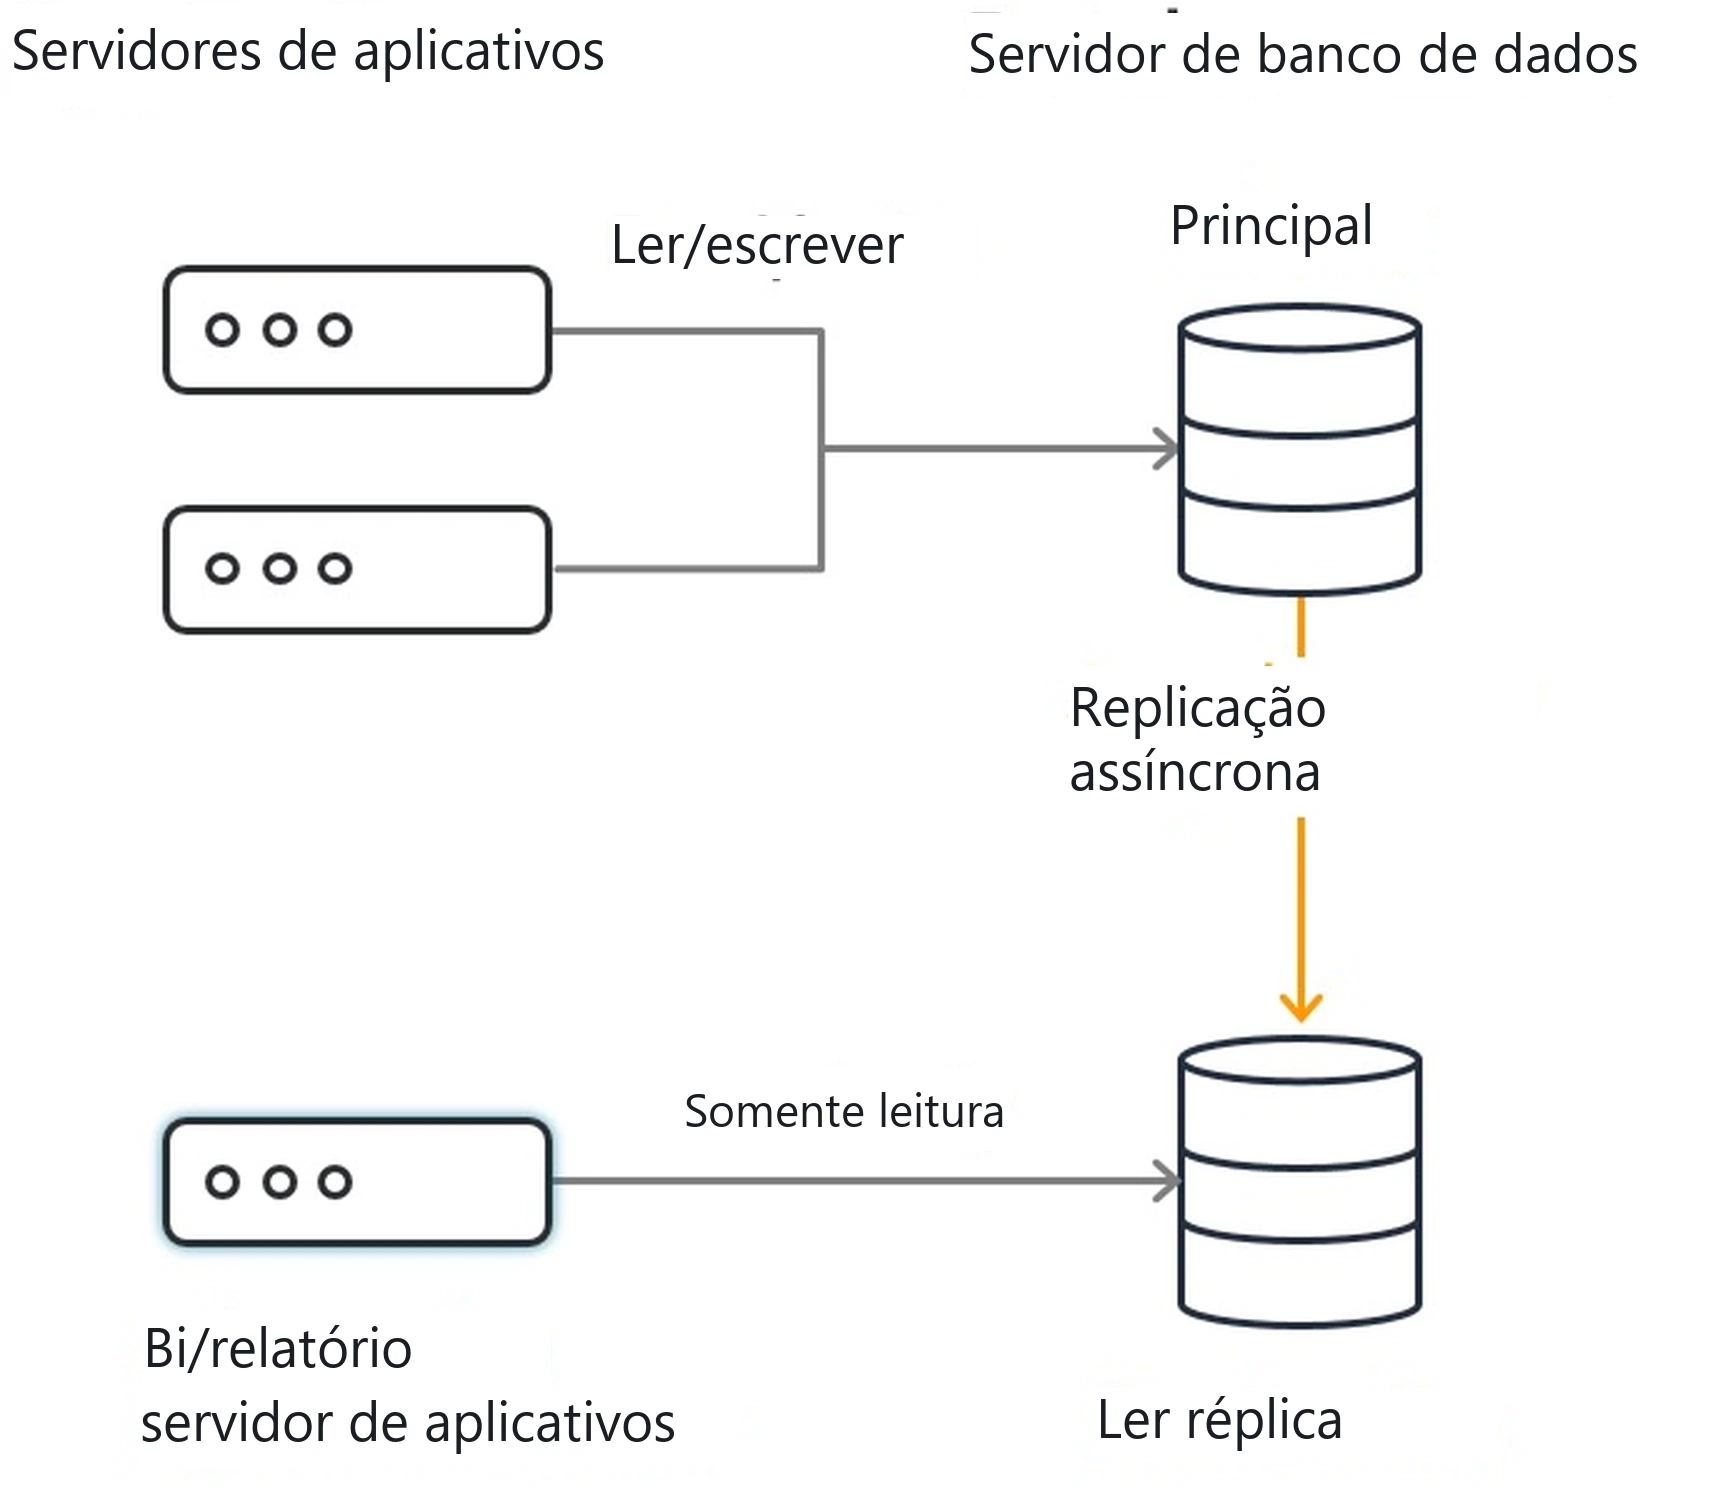 Servidores de aplicativos
Servidor de banco de dados
Ler/escrever
Principal
Replicação
assíncrona
Somente leitura
Bi/relatório
servidor de aplicativos
Ler réplica